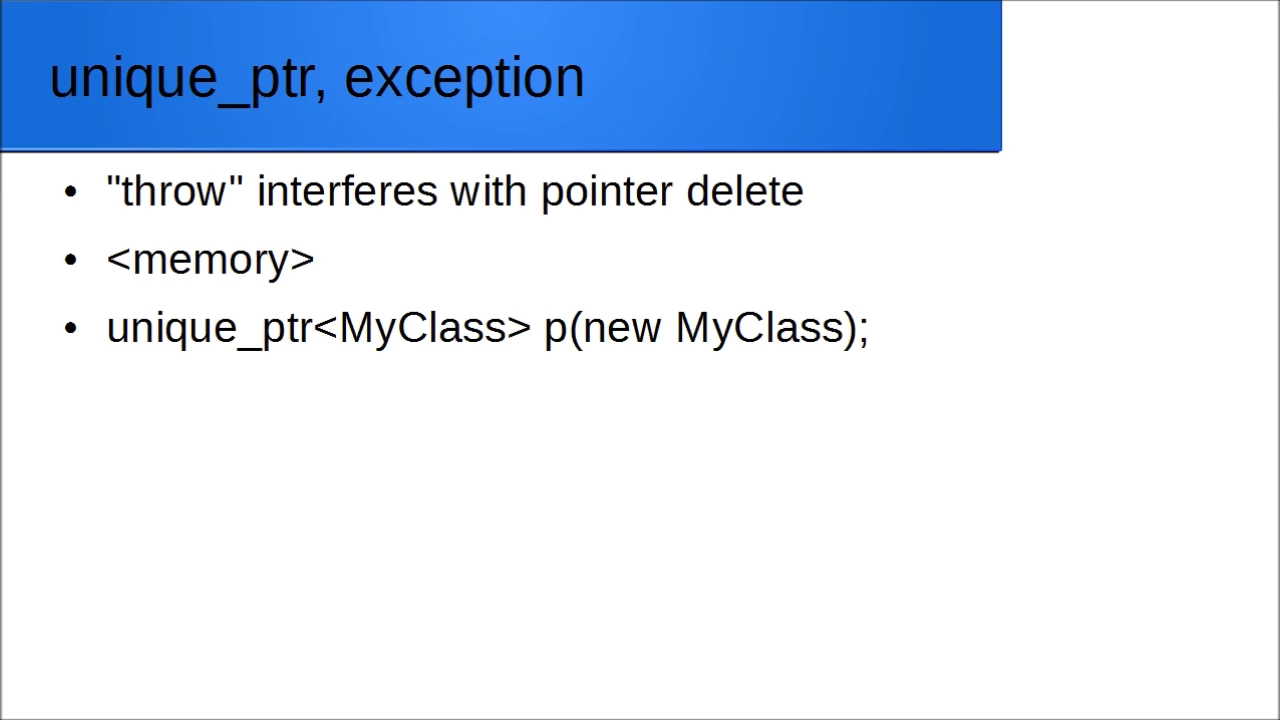 unique_ptr, exception
• "throw" interferes with pointer delete
• <memory>
• unique_ptr<MyClass> p(new MyClass);